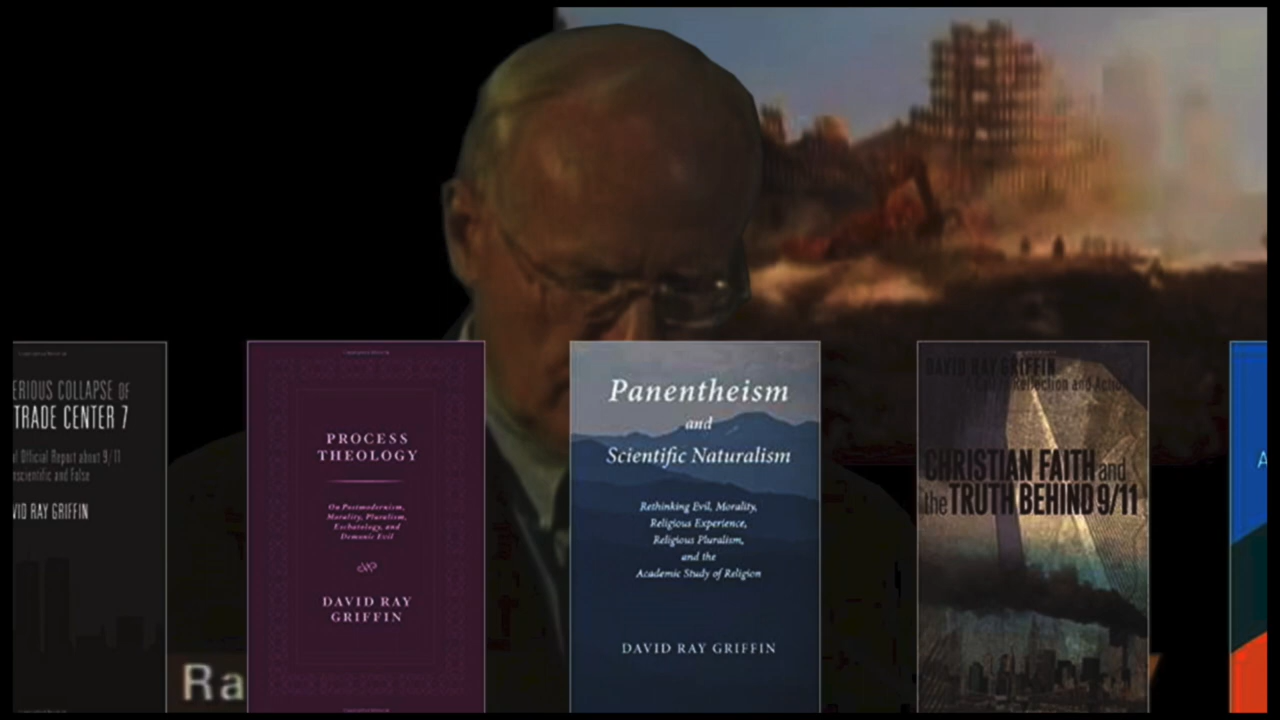 ERIOUS COLLAPSE OF
TRADE CENTER 7
al Official Report about 9/11
nscientific and False
VID RAY GRIFFIN
PROCESS
THEOLOGY
On Postmodernism,
Morality, Pluralism,
Eschatology, and
Demonic Evil
DAVID RAY
GRIFFIN
Panentheism
and
Scientific Naturalism
Rethinking Evil, Morality,
Religious Experience,
Religious Pluralism,
and the
Academic Study of Religion
DAVID RAY GRIFFIN
DAVID RAY GRIFFIN
A Call to Reflection and Action
CHRISTIAN FAITH and
the TRUTH BEHIND 9/11
A
Ra